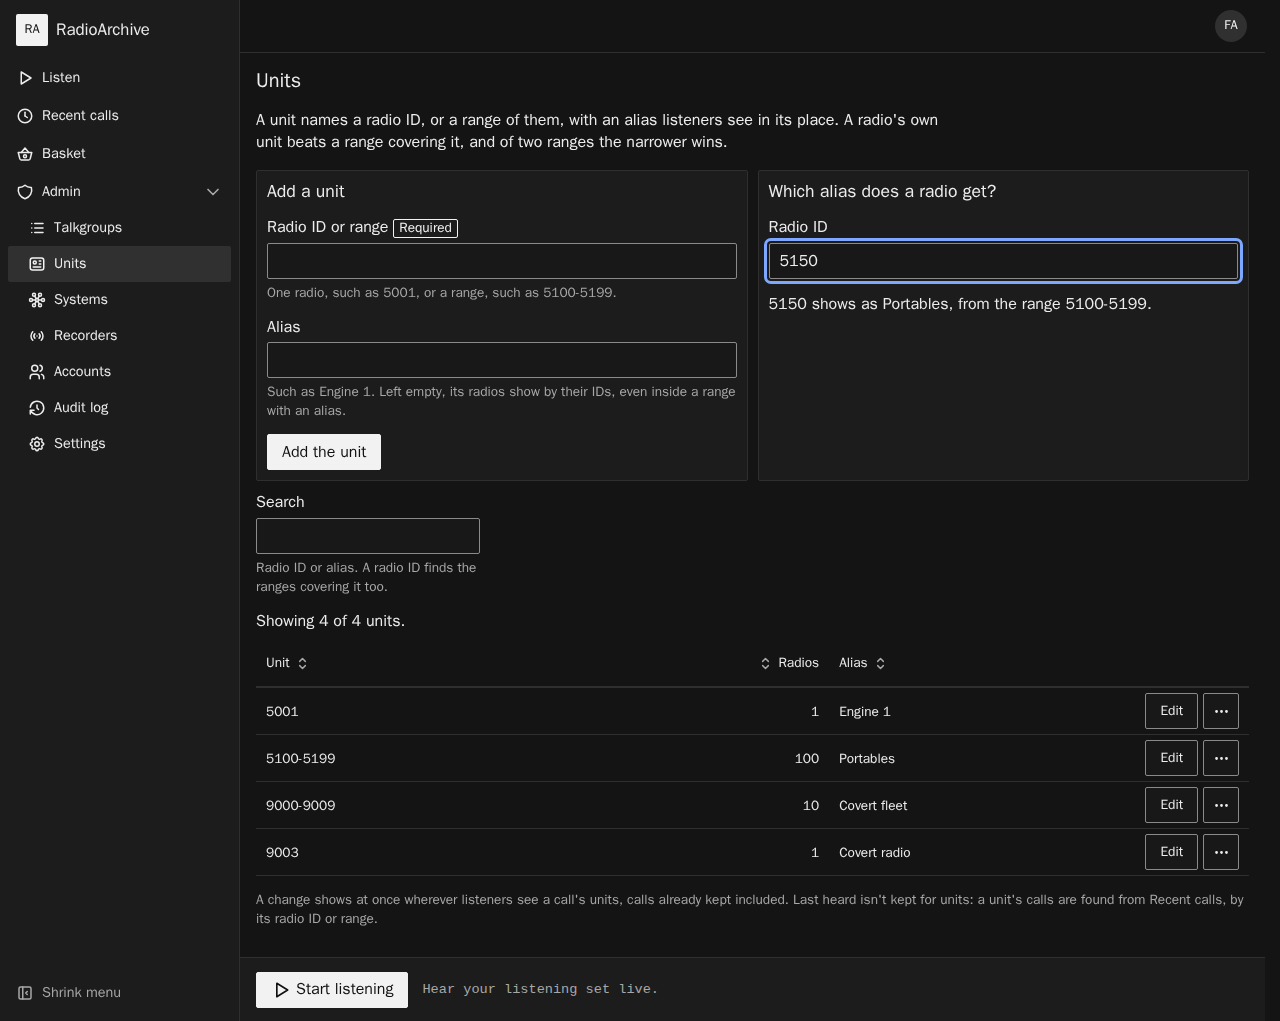 RA RadioArchive
FA
Listen
Recent calls
Basket
Admin
Talkgroups
Units
Systems
Recorders
Accounts
Audit log
Settings
Shrink menu
Units
A unit names a radio ID, or a range of them, with an alias listeners see in its place. A radio's own
unit beats a range covering it, and of two ranges the narrower wins.
Add a unit
Radio ID or range Required
One radio, such as 5001, or a range, such as 5100-5199.
Alias
Such as Engine 1. Left empty, its radios show by their IDs, even inside a range
with an alias.
Add the unit
Which alias does a radio get?
Radio ID
5150
5150 shows as Portables, from the range 5100-5199.
Search
Radio ID or alias. A radio ID finds the
ranges covering it too.
Showing 4 of 4 units.
Unit Radios Alias
5001 1 Engine 1 Edit
5100-5199 100 Portables Edit
9000-9009 10 Covert fleet Edit
9003 1 Covert radio Edit
A change shows at once wherever listeners see a call's units, calls already kept included. Last heard isn't kept for units: a unit's calls are found from Recent calls, by
its radio ID or range.
Start listening Hear your listening set live.